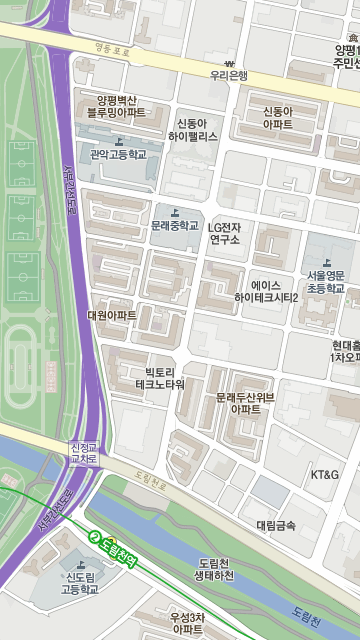 영등포로
양평1
주민선
우리은행
양평벽산
블루밍아파트
신동아
하이팰리스
신동아
아파트
관악고등학교
서부간선도로
문래중학교
LG전자
연구소
서울영문
초등학교
에이스
하이테크시티2
대원아파트
현대홈
1차오피
빅토리
테크노타워
문래두산위브
아파트
신정교
교차로
도림천로
KT&G
서부간선도로
대림금속
2 도림천역
도림천
생태하천
신도림
고등학교
우성3차
아파트
도림천